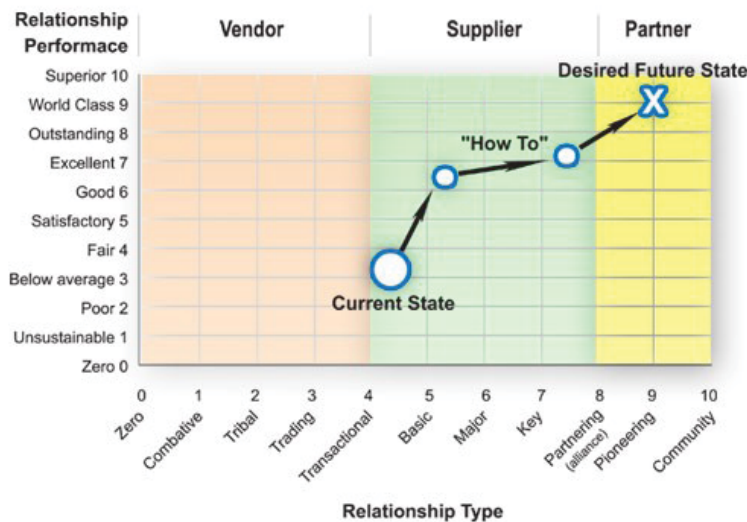 Relationship
Performace
Vendor
Supplier
Partner
Superior 10
World Class 9
Outstanding 8
Excellent 7
Good 6
Satisfactory 5
Fair 4
Below average 3
Poor 2
Unsustainable 1
Zero 0
Desired Future State
X
"How To"
Current State
0 1 2 3 4 5 6 7 8 9 10
Zero
Combative
Tribal
Trading
Transactional
Basic
Major
Key
Partnering
(alliance)
Pioneering
Community
Relationship Type